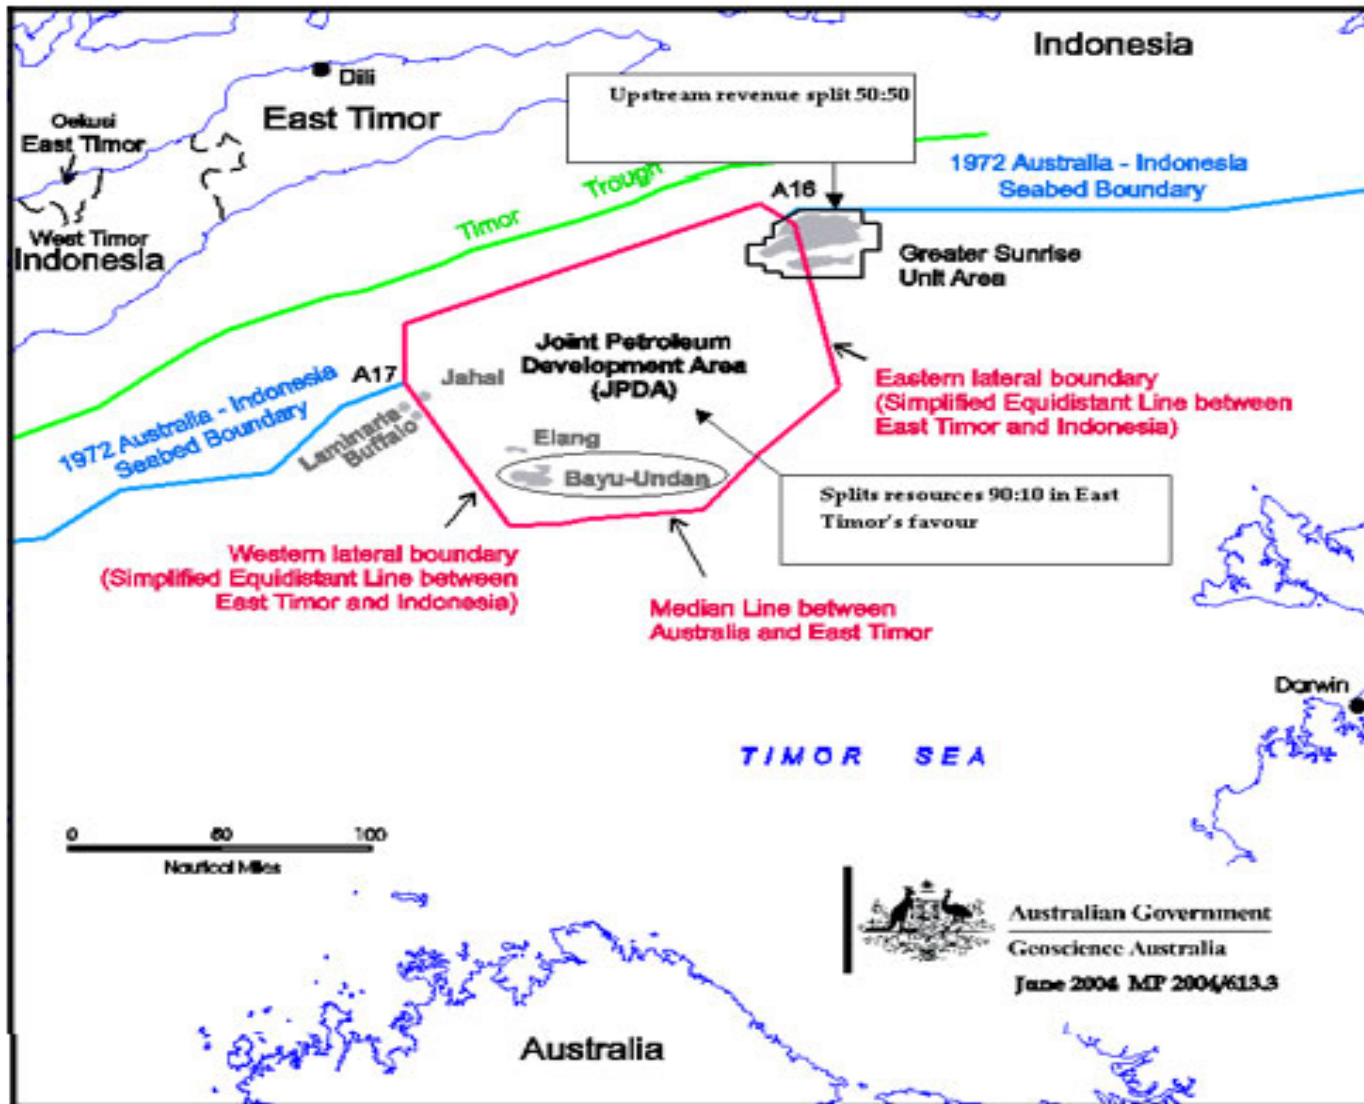 Indonesia
Dili
Upstream revenue split 50:50
East Timor
Oekusi
East Timor
1972 Australia - Indonesia
Seabed Boundary
A16
Timor Trough
West Timor
Indonesia
Greater Sunrise
Unit Area
Joint Petroleum
Development Area
(JPDA)
A17
Jahal
Eastern lateral boundary
(Simplified Equidistant Line between
East Timor and Indonesia)
1972 Australia - Indonesia
Seabed Boundary
Laminaria
Buffalo
Elang
Bayu-Undan
Splits resources 90:10 in East
Timor's favour
Western lateral boundary
(Simplified Equidistant Line between
East Timor and Indonesia)
Median Line between
Australia and East Timor
Darwin
TIMOR SEA
0 50 100
Nautical Miles
Australian Government
Geoscience Australia
June 2004 MP 2004/613.3
Australia